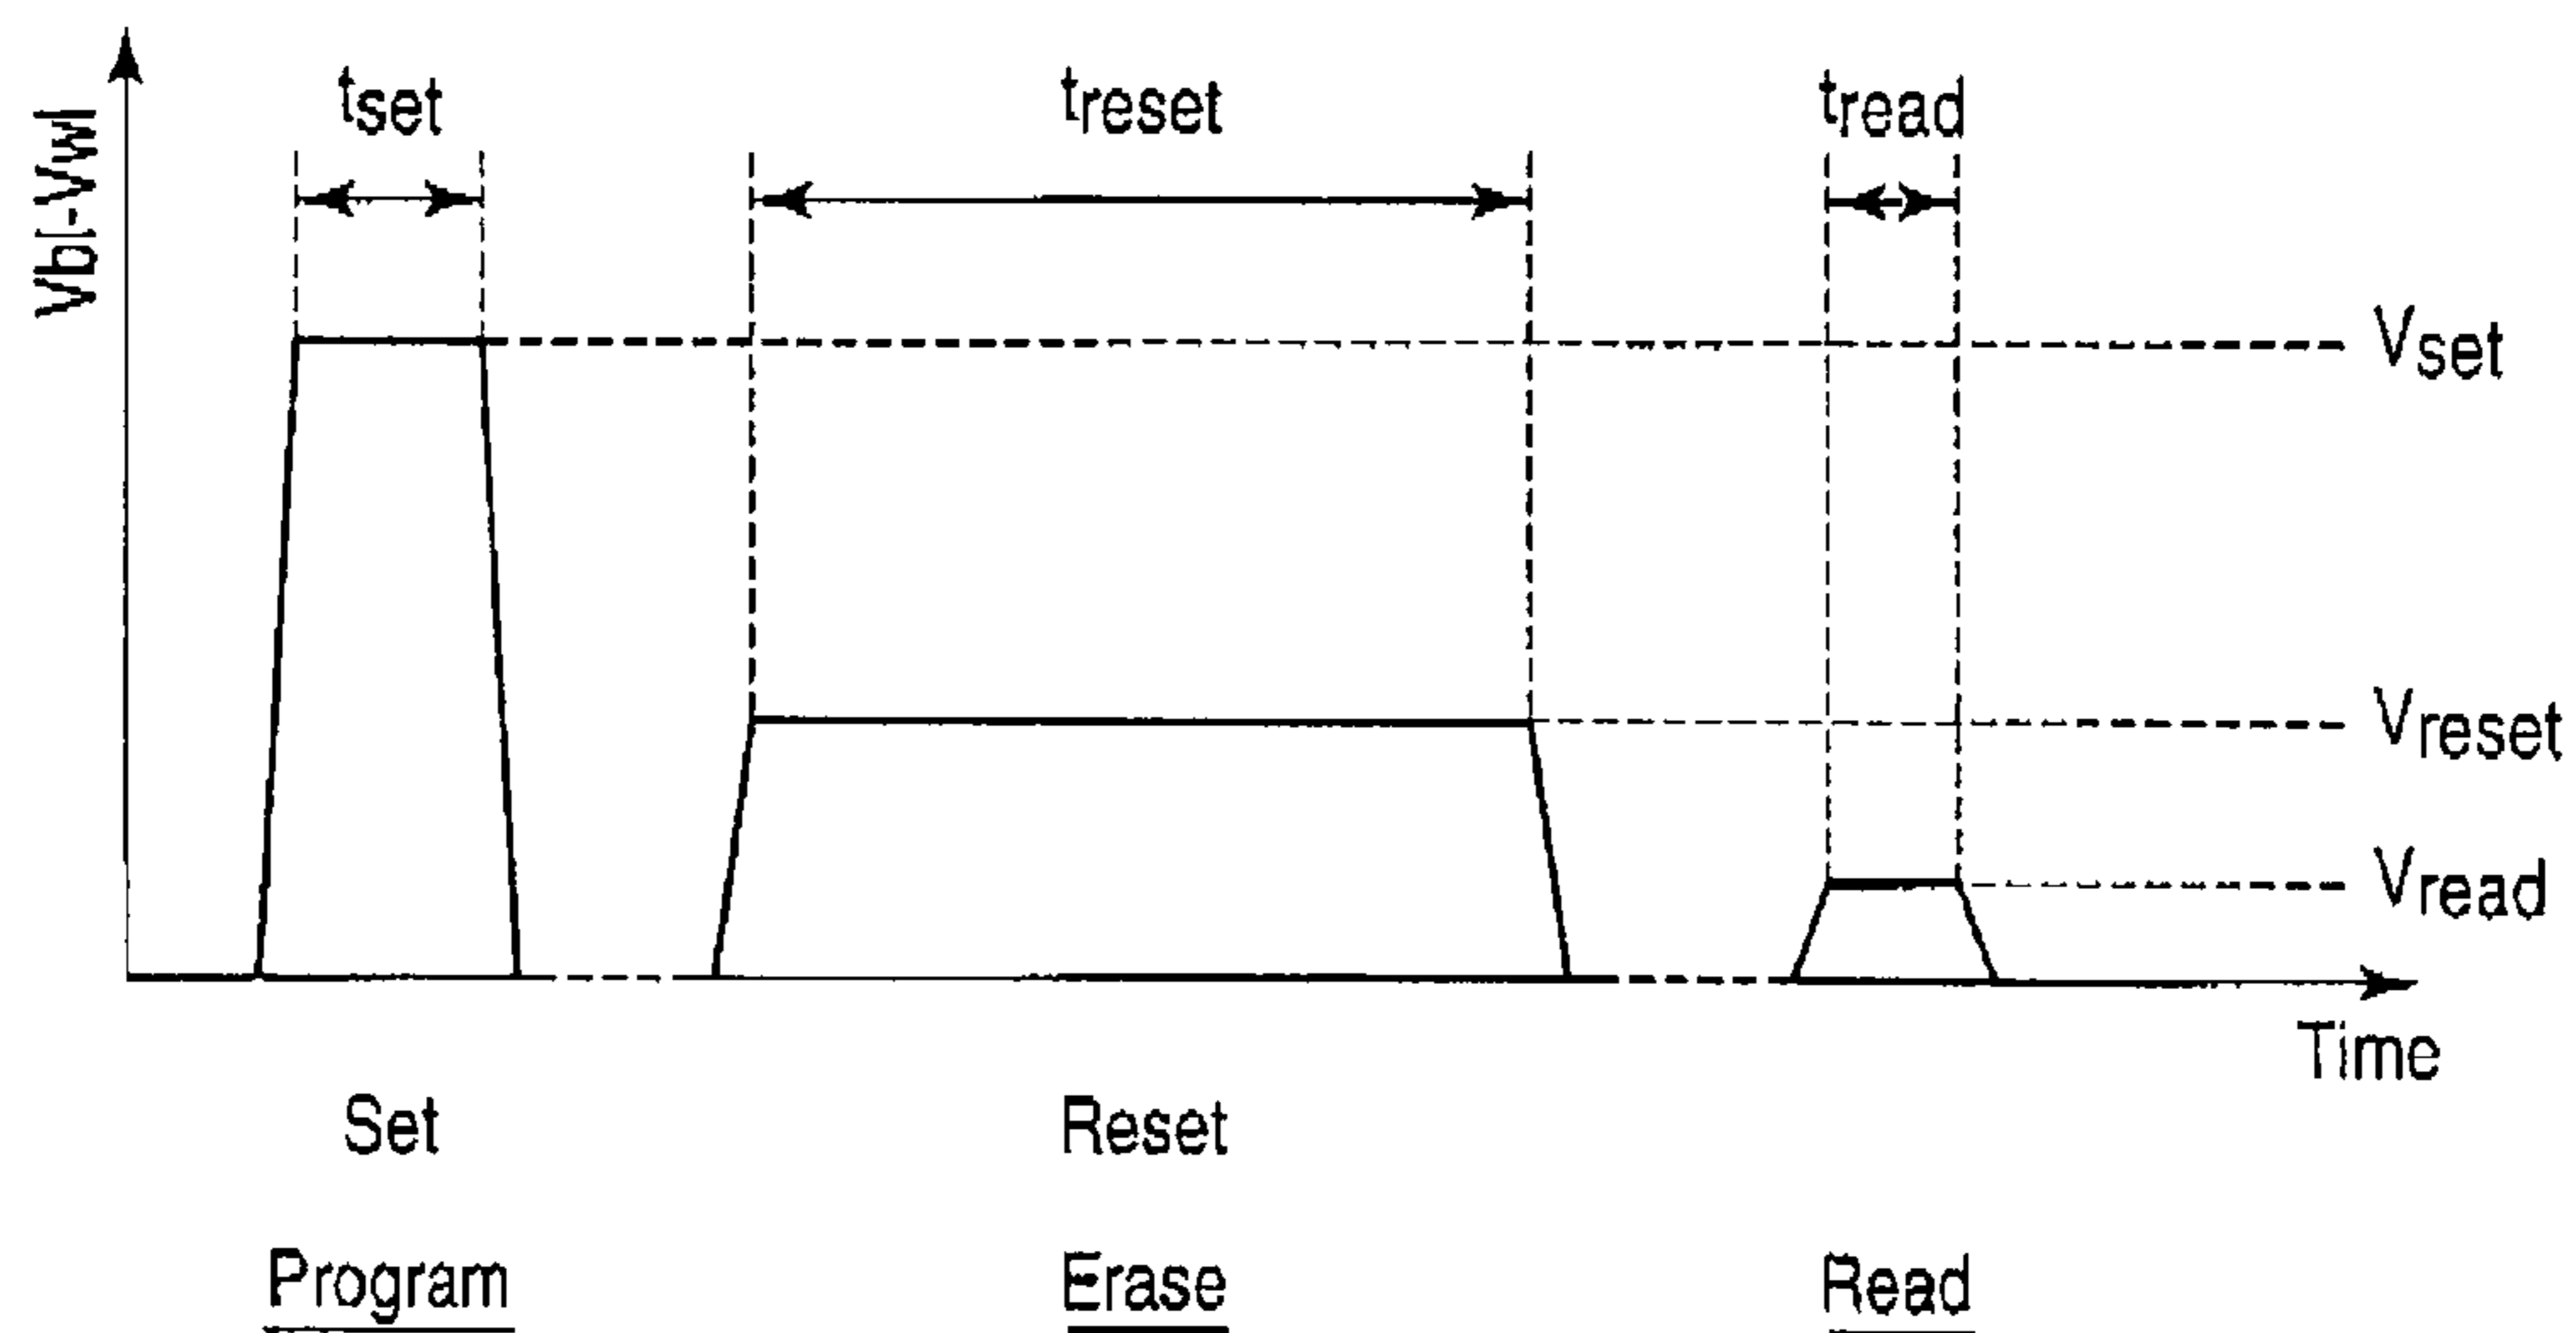 Vbl-Vwl
tset
treset
tread
Vset
Vreset
Vread
Time
Set
Reset
Program
Erase
Read